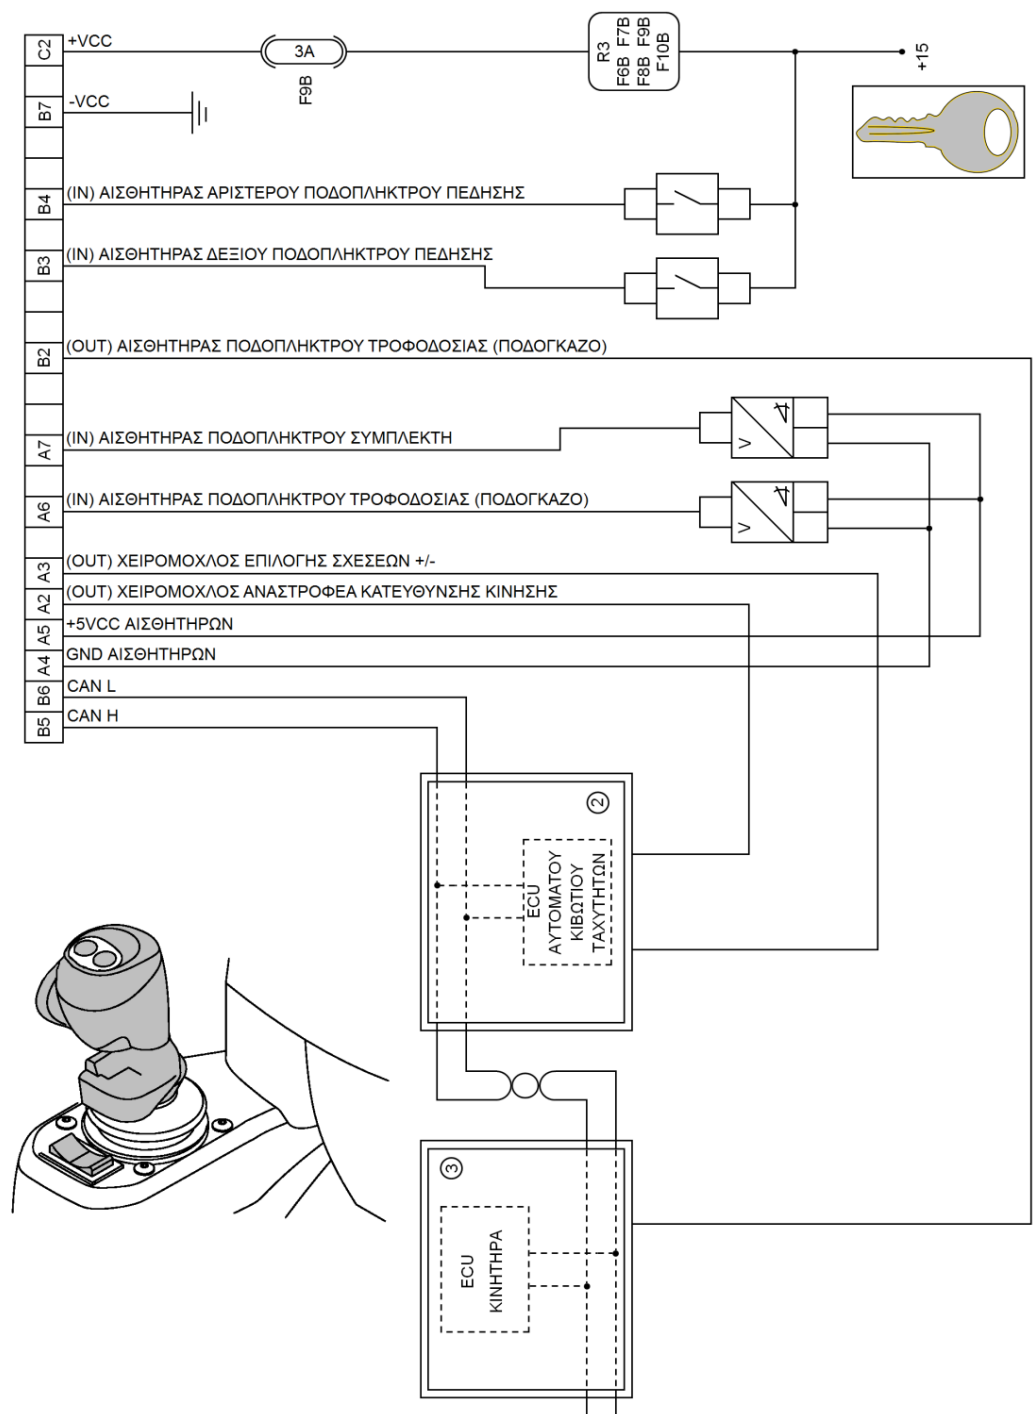 C2 +VCC
3A
F9B
R3
F6B F7B
F8B F9B
F10B
+15
B7 -VCC
B4 (IN) ΑΙΣΘΗΤΗΡΑΣ ΑΡΙΣΤΕΡΟΥ ΠΟΔΟΠΛΗΚΤΡΟΥ ΠΕΔΗΣΗΣ
B3 (IN) ΑΙΣΘΗΤΗΡΑΣ ΔΕΞΙΟΥ ΠΟΔΟΠΛΗΚΤΡΟΥ ΠΕΔΗΣΗΣ
B2 (OUT) ΑΙΣΘΗΤΗΡΑΣ ΠΟΔΟΠΛΗΚΤΡΟΥ ΤΡΟΦΟΔΟΣΙΑΣ (ΠΟΔΟΓΚΑΖΟ)
A7 (IN) ΑΙΣΘΗΤΗΡΑΣ ΠΟΔΟΠΛΗΚΤΡΟΥ ΣΥΜΠΛΕΚΤΗ
V
A6 (IN) ΑΙΣΘΗΤΗΡΑΣ ΠΟΔΟΠΛΗΚΤΡΟΥ ΤΡΟΦΟΔΟΣΙΑΣ (ΠΟΔΟΓΚΑΖΟ)
V
A3 (OUT) ΧΕΙΡΟΜΟΧΛΟΣ ΕΠΙΛΟΓΗΣ ΣΧΕΣΕΩΝ +/-
A2 (OUT) ΧΕΙΡΟΜΟΧΛΟΣ ΑΝΑΣΤΡΟΦΕΑ ΚΑΤΕΥΘΥΝΣΗΣ ΚΙΝΗΣΗΣ
A5 +5VCC ΑΙΣΘΗΤΗΡΩΝ
A4 GND ΑΙΣΘΗΤΗΡΩΝ
B6 CAN L
B5 CAN H
2
ECU
ΑΥΤΟΜΑΤΟΥ
ΚΙΒΩΤΙΟΥ
ΤΑΧΥΤΗΤΩΝ
3
ECU
ΚΙΝΗΤΗΡΑ